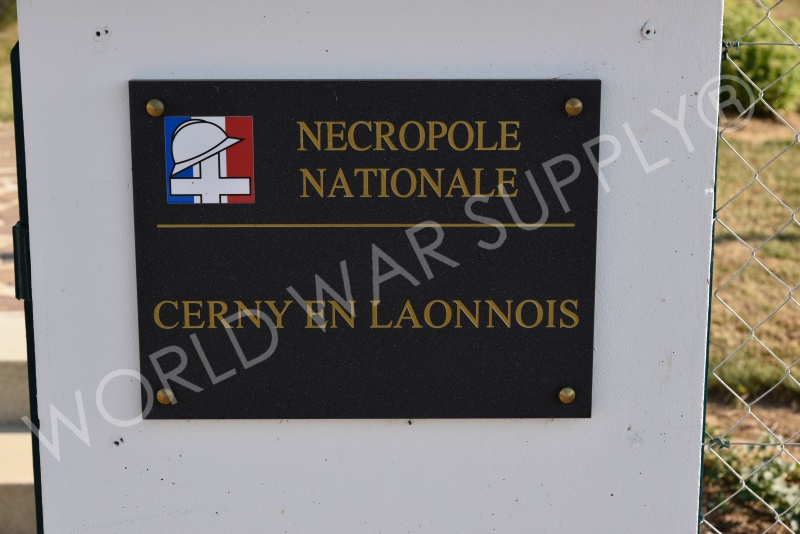 NECROPOLE
NATIONALE
CERNY EN LAONNOIS
WORLD WAR SUPPLY®